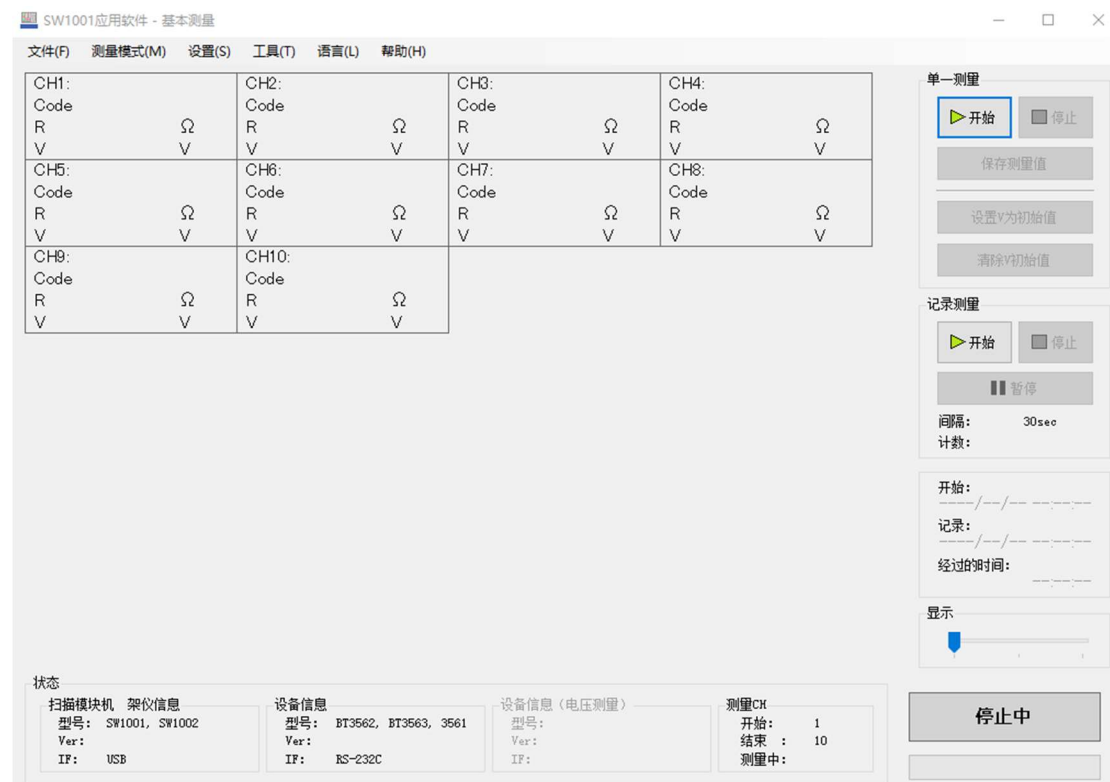 SW1001应用软件 - 基本测量
文件(F) 测量模式(M) 设置(S) 工具(T) 语言(L) 帮助(H)
CH1: CH2: CH3: CH4:
Code Code Code Code
R Ω R Ω R Ω R Ω
V V V V V V V V
CH5: CH6: CH7: CH8:
Code Code Code Code
R Ω R Ω R Ω R Ω
V V V V V V V V
CH9: CH10:
Code Code
R Ω R Ω
V V V V
单一测量
开始 停止
保存测量值
设置V为初始值
清除V初始值
记录测量
开始 停止
暂停
间隔: 30sec
计数:
开始:
----/--/-- --:--:--
记录:
----/--/-- --:--:--
经过的时间:
--:--:--
显示
状态
扫描模块机 架仪信息
型号: SW1001, SW1002
Ver:
IF: USB
设备信息
型号: BT3562, BT3563, 3561
Ver:
IF: RS-232C
设备信息(电压测量)
型号:
Ver:
IF:
测量CH
开始: 1
结束 : 10
测量中:
停止中